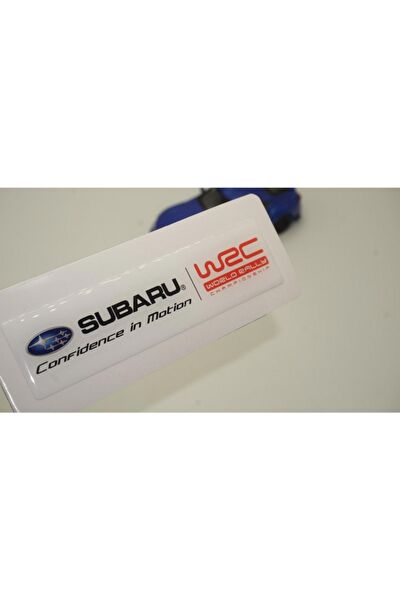 SUBARU®
Confidence in Motion
WRC
WORLD RALLY
CHAMPIONSHIP